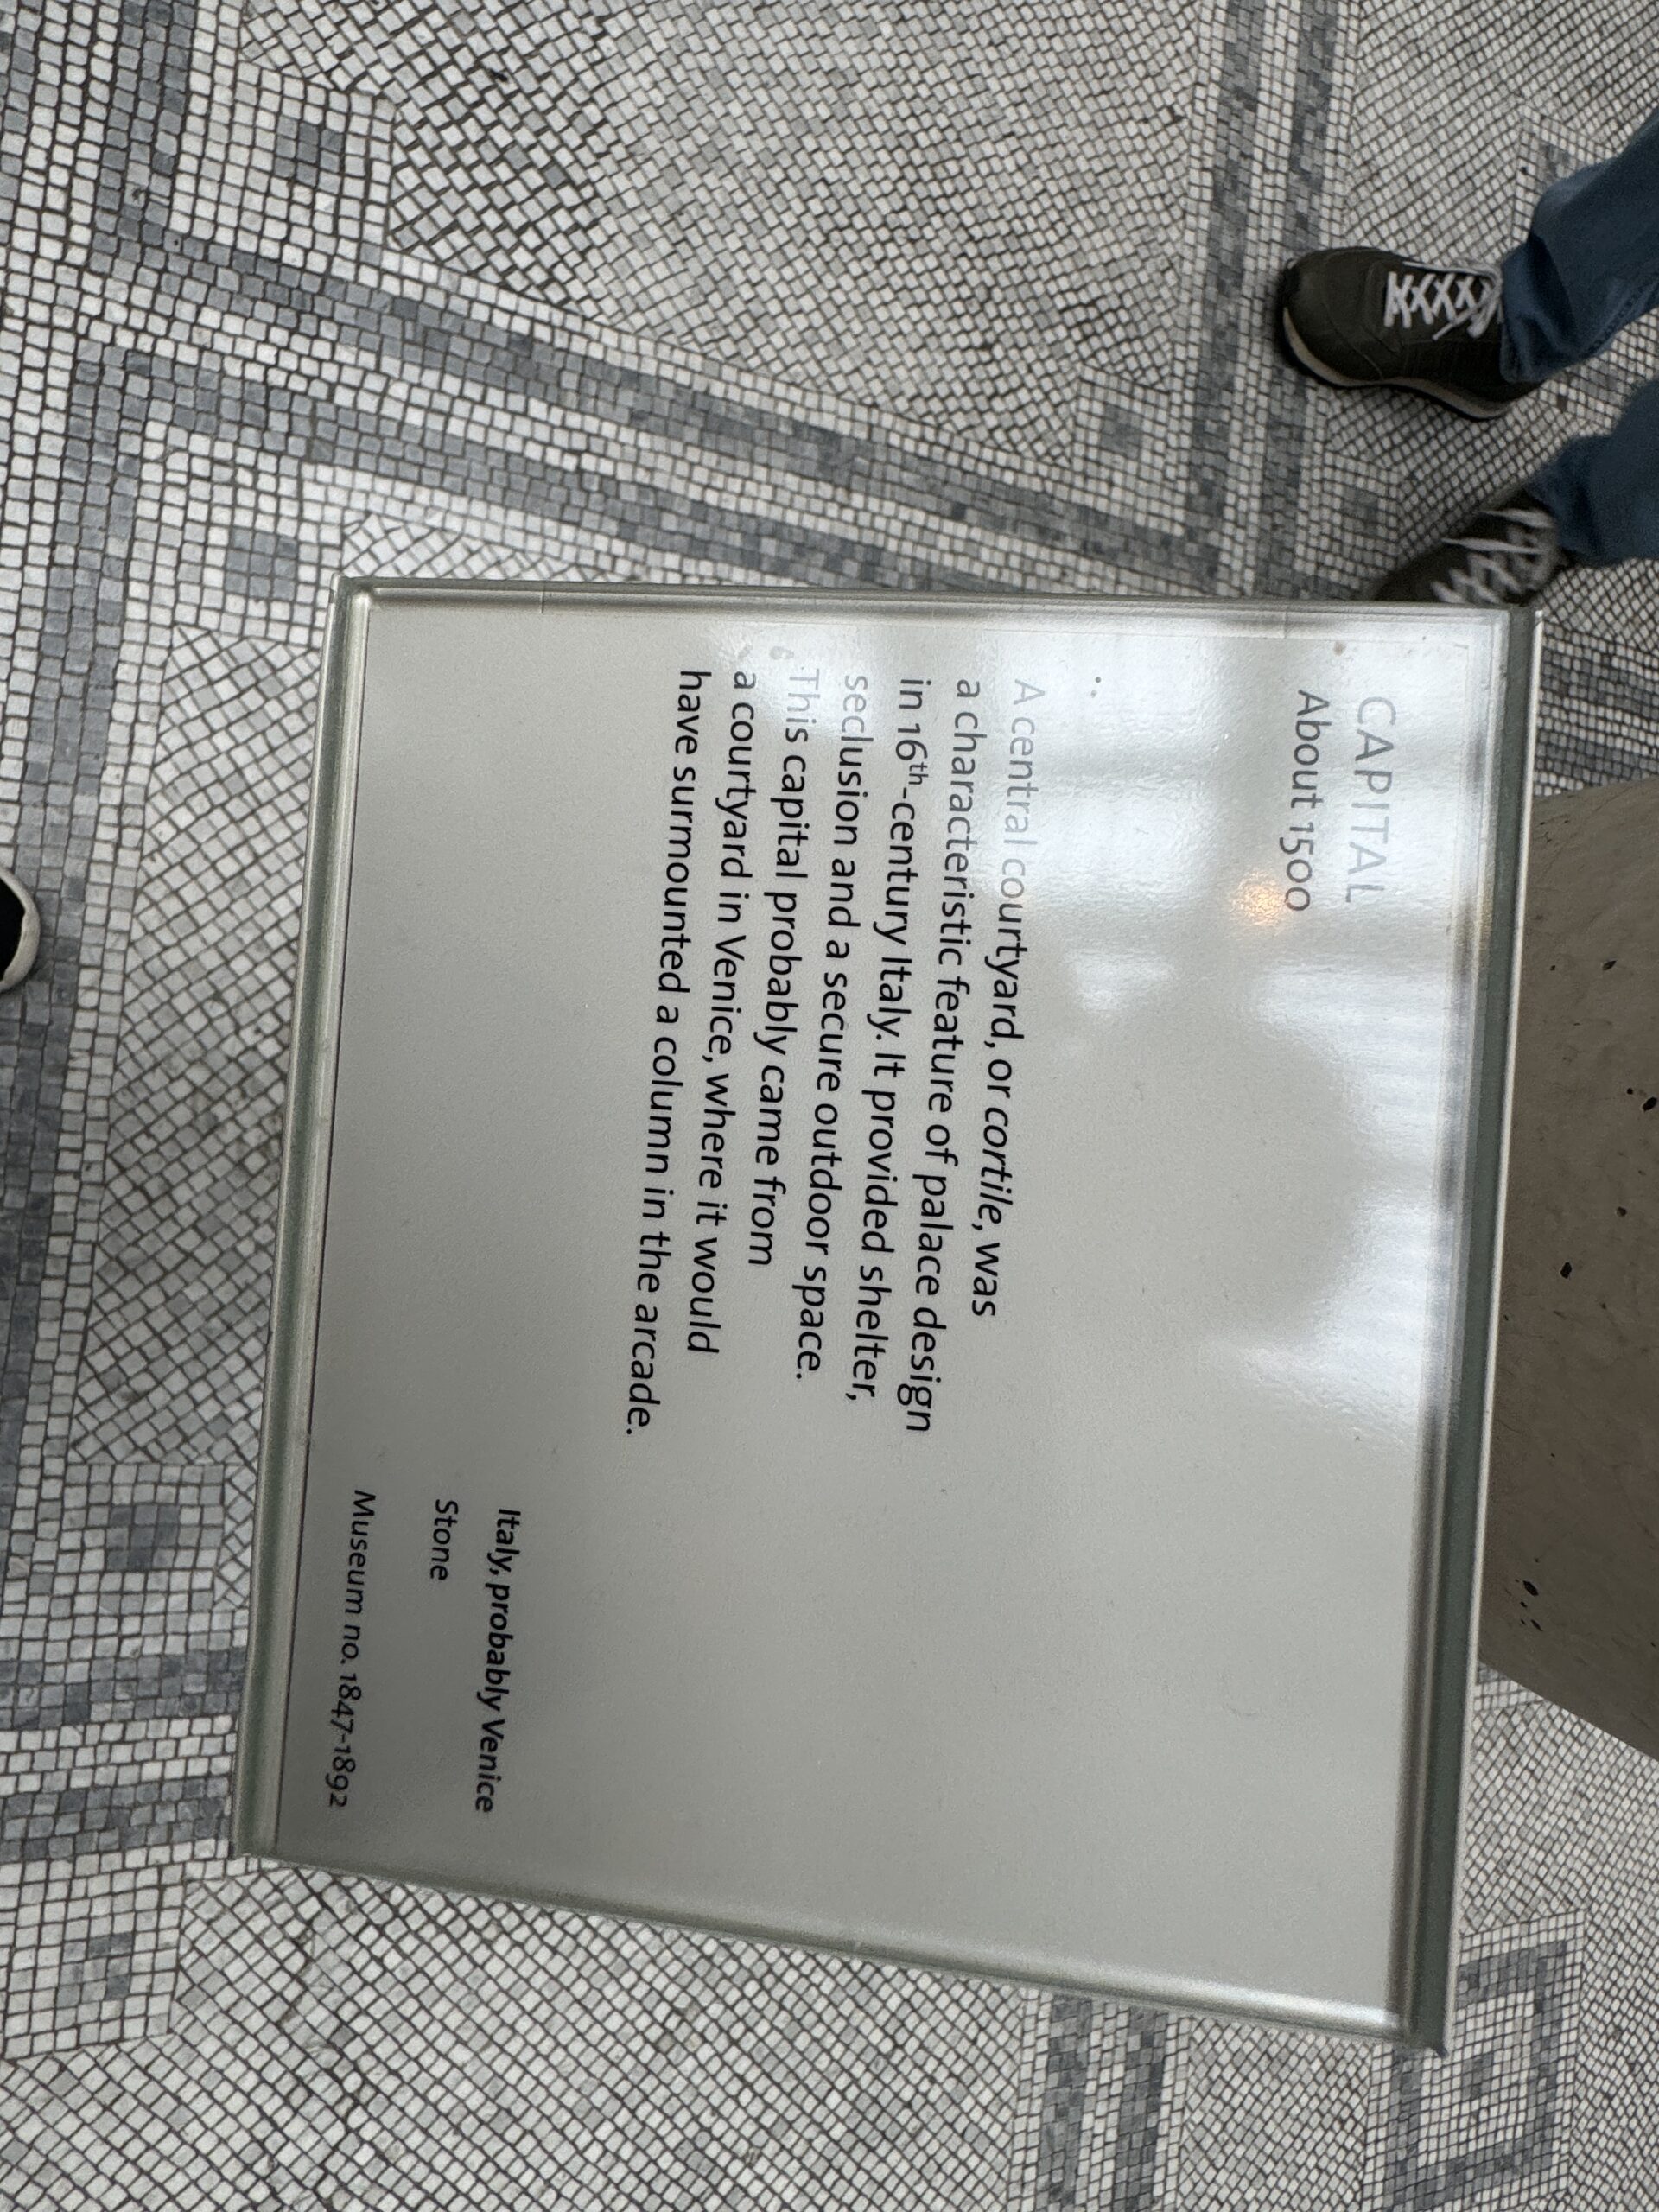 CAPITAL
About 1500
A central courtyard, or cortile, was
a characteristic feature of palace design
in 16th-century Italy. It provided shelter,
seclusion and a secure outdoor space.
This capital probably came from
a courtyard in Venice, where it would
have surmounted a column in the arcade.
Italy, probably Venice
Stone
Museum no. 1847-1892